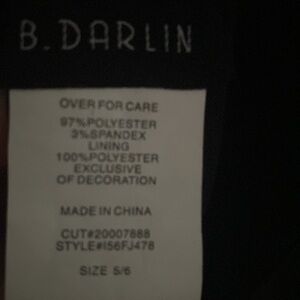 B. DARLIN
OVER FOR CARE
97%POLYESTER
3%SPANDEX
LINING
100%POLYESTER
EXCLUSIVE
OF DECORATION
MADE IN CHINA
CUT#20007888
STYLE#I56FJ478
SIZE 5/6